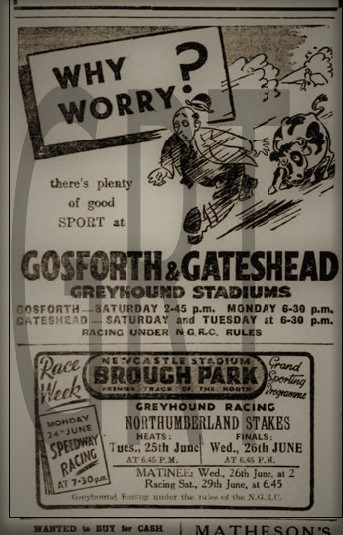 WHY WORRY?
there's plenty
of good
SPORT at
GOSFORTH & GATESHEAD
GREYHOUND STADIUMS
GOSFORTH—SATURDAY 2-45 p.m. MONDAY 6-30 p.m.
GATESHEAD—SATURDAY and TUESDAY at 6-30 p.m.
RACING UNDER N.G.R.C. RULES
Race Week
NEWCASTLE STADIUM
BROUGH PARK
PREMIER TRACK OF THE NORTH
Grand Sporting Programme
MONDAY
24th JUNE
SPEEDWAY
RACING
AT 7-30 p.m.
GREYHOUND RACING
NORTHUMBERLAND STAKES
HEATS: FINALS:
Tues., 25th June Wed., 26th JUNE
AT 6.45 P.M. AT 6.45 P.M.
MATINEE: Wed., 26th June, at 2
Racing Sat., 29th June, at 6.45
Greyhound Racing under the rules of the N.G.R.C.
WANTED to BUY for CASH
MATHESON'S
GRI